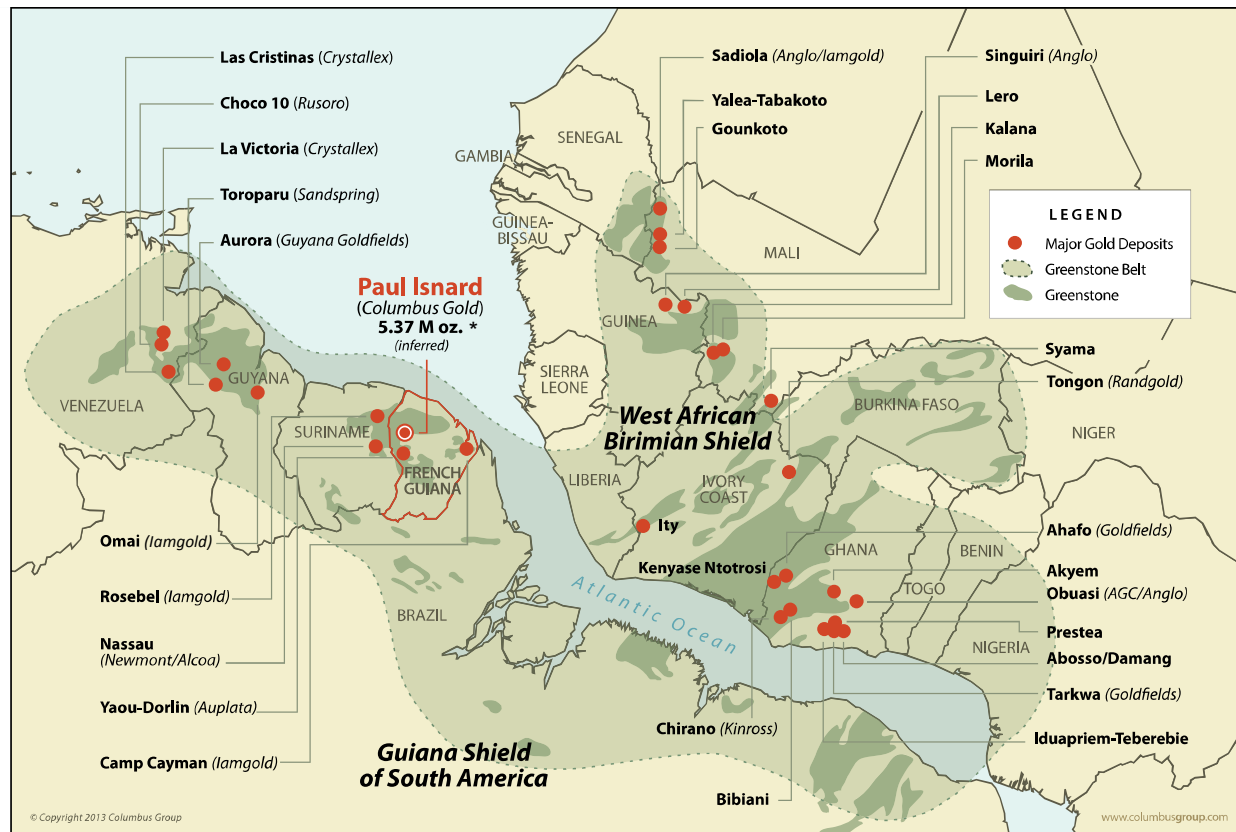 Las Cristinas (Crystallex)
Choco 10 (Rusoro)
La Victoria (Crystallex)
Toroparu (Sandspring)
Aurora (Guyana Goldfields)
Paul Isnard
(Columbus Gold)
5.37 M oz. *
(inferred)
Sadiola (Anglo/Iamgold)
Yalea-Tabakoto
Gounkoto
Singuiri (Anglo)
Lero
Kalana
Morila
LEGEND
Major Gold Deposits
Greenstone Belt
Greenstone
SENEGAL
GAMBIA
GUINEA-
BISSAU
MALI
GUINEA
SIERRA
LEONE
Syama
Tongon (Randgold)
BURKINA FASO
NIGER
West African
Birimian Shield
LIBERIA
IVORY
COAST
Ity
Kenyase Ntotrosi
GHANA
TOGO
BENIN
NIGERIA
Ahafo (Goldfields)
Akyem
Obuasi (AGC/Anglo)
Prestea
Abosso/Damang
Tarkwa (Goldfields)
Iduapriem-Teberebie
Chirano (Kinross)
Bibiani
Atlantic Ocean
VENEZUELA
GUYANA
SURINAME
FRENCH
GUIANA
BRAZIL
Omai (Iamgold)
Rosebel (Iamgold)
Nassau
(Newmont/Alcoa)
Yaou-Dorlin (Auplata)
Camp Cayman (Iamgold)
Guiana Shield
of South America
© Copyright 2013 Columbus Group
www.columbusgroup.com